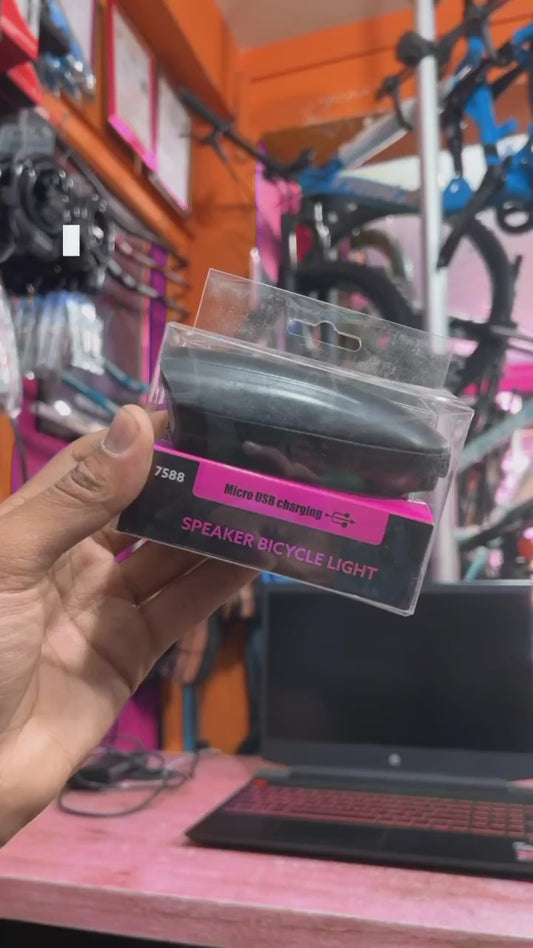 7588
Micro USB charging
SPEAKER BICYCLE LIGHT